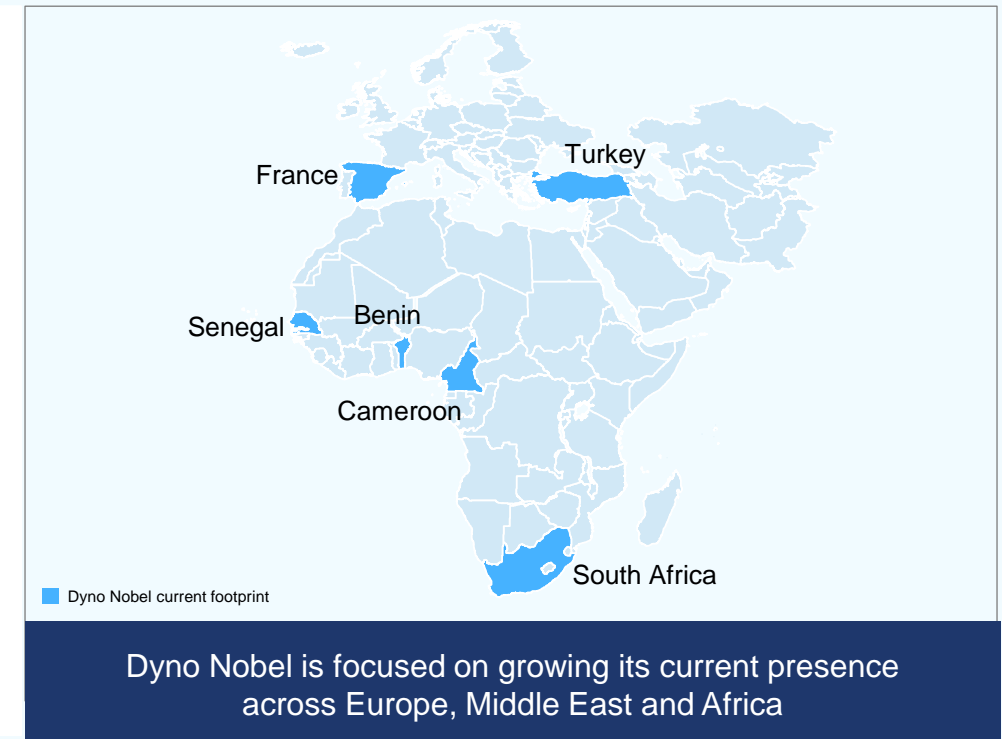 Turkey
France
Benin
Senegal
Cameroon
South Africa
Dyno Nobel current footprint
Dyno Nobel is focused on growing its current presence
across Europe, Middle East and Africa